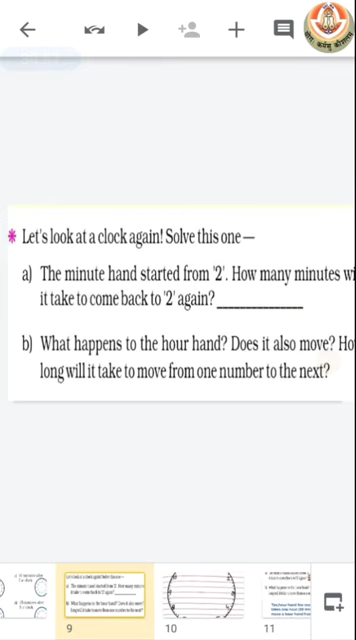 * Let's look at a clock again! Solve this one —
a) The minute hand started from '2'. How many minutes wi
it take to come back to '2' again? ____________
b) What happens to the hour hand? Does it also move? Ho
long will it take to move from one number to the next?
9
10
11